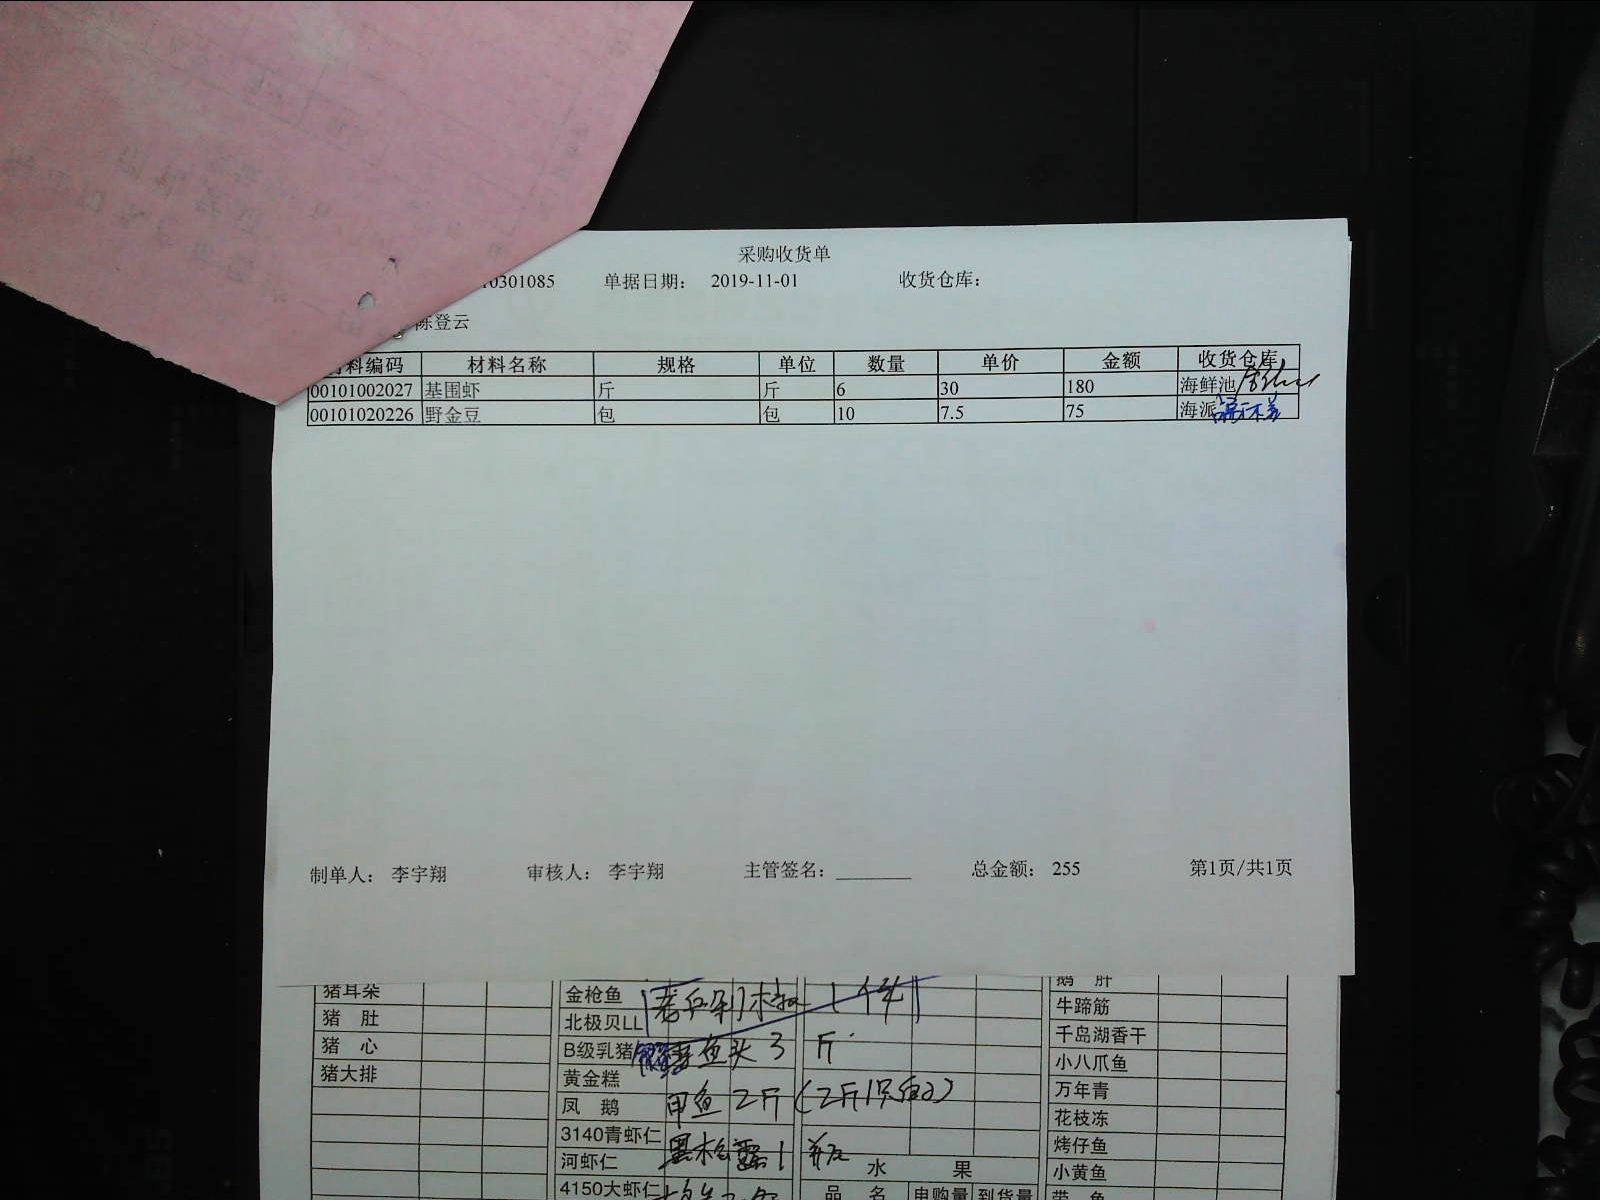 采购收货单
10301085 单据日期： 2019-11-01 收货仓库：
陈登云
料编码 材料名称 规格 单位 数量 单价 金额 收货仓库
00101002027 基围虾 斤 斤 6 30 180 海鲜池
00101020226 野金豆 包 包 10 7.5 75 海派
制单人： 李宇翔 审核人： 李宇翔 主管签名：________ 总金额： 255 第1页/共1页
猪耳朵 金枪鱼 1件 鹅 肝
猪 肚 北极贝LL 牛蹄筋
猪 心 B级乳猪 鱼头 3 斤 千岛湖香干
猪大排 黄金糕 小八爪鱼
凤 鹅 甲鱼 2斤 万年青
3140青虾仁 花枝冻
河虾仁 水 果 烤仔鱼
4150大虾仁 品 名 申购量 到货量 小黄鱼
带 鱼